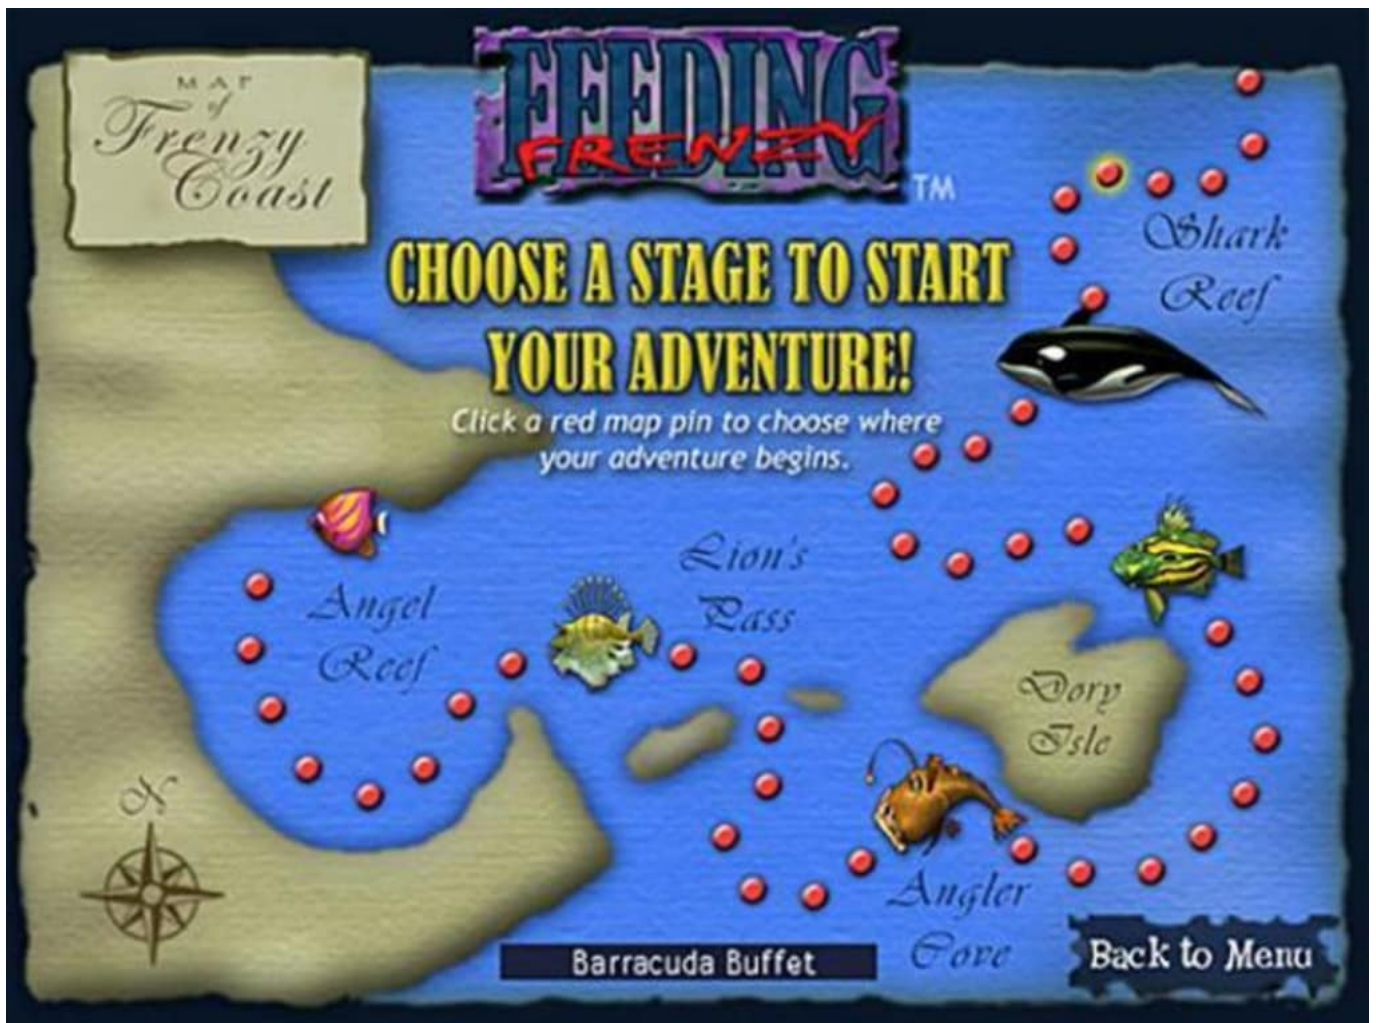 MAP
of
Frenzy
Coast
FEEDING
FRENZY
TM
CHOOSE A STAGE TO START
YOUR ADVENTURE!
Click a red map pin to choose where
your adventure begins.
Shark
Reef
Lion's
Pass
Angel
Reef
Dory
Isle
N
Angler
Cove
Barracuda Buffet
Back to Menu